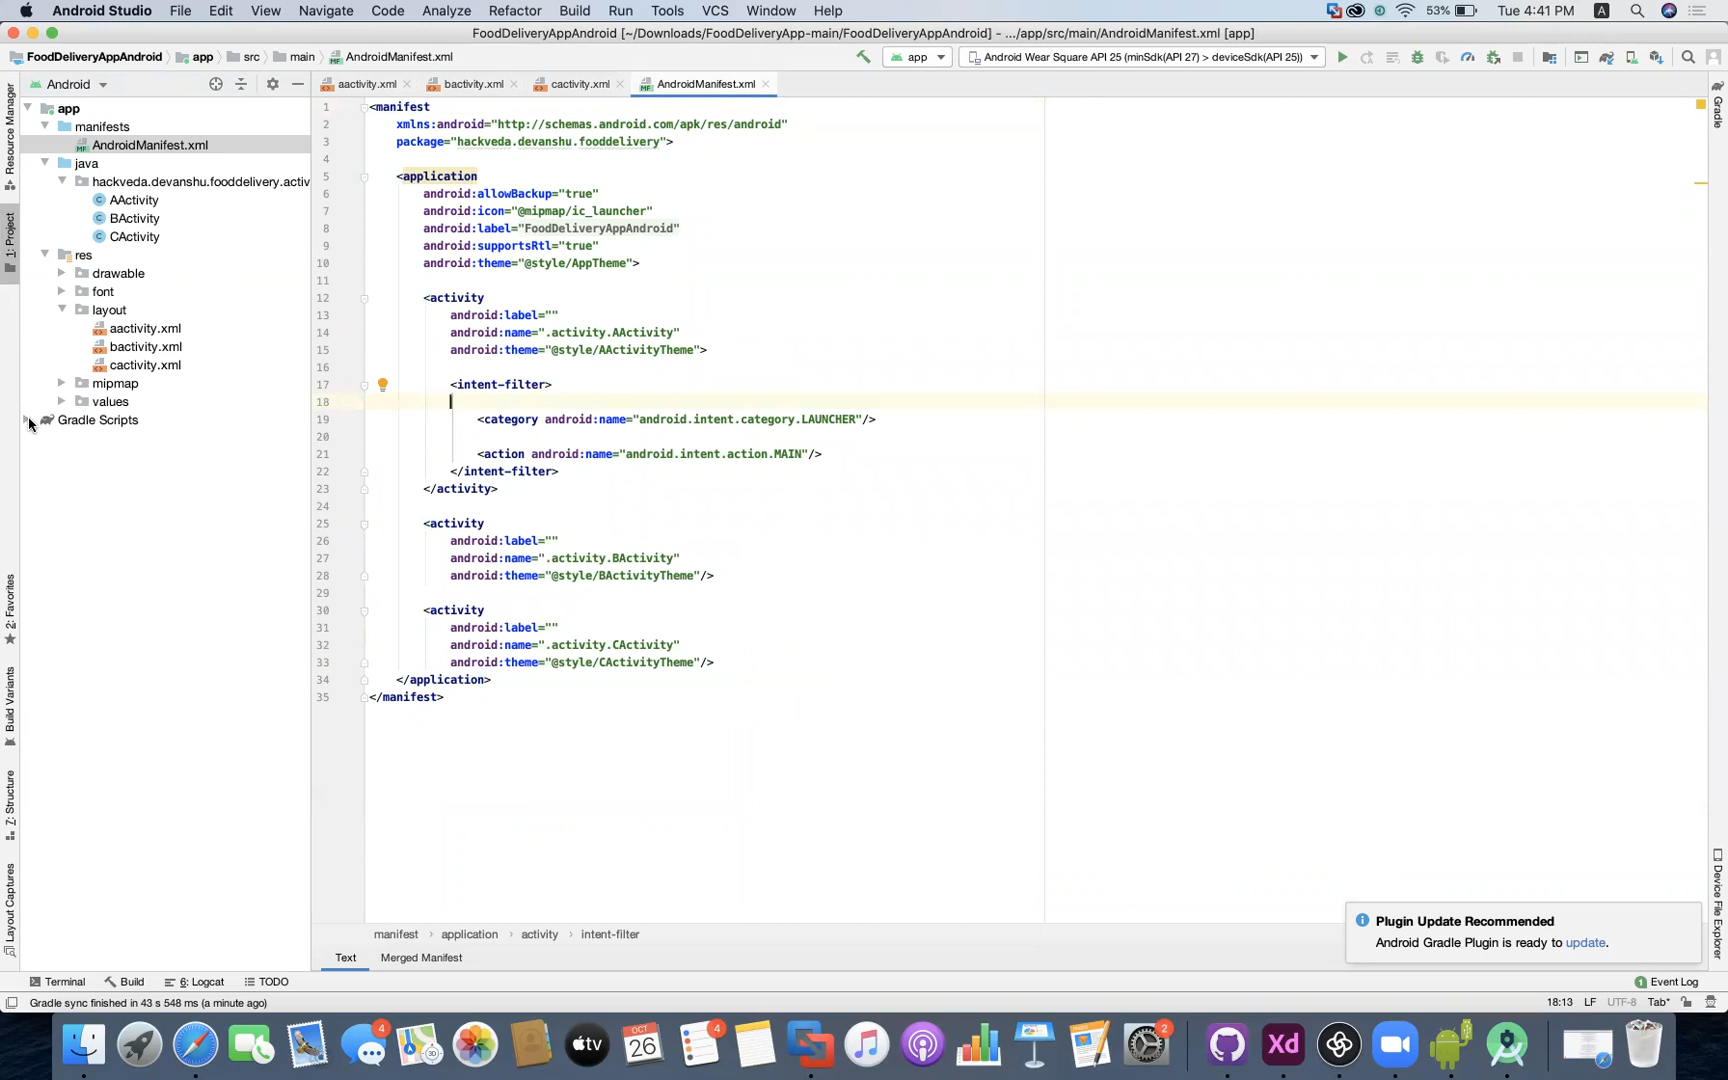 Android Studio File Edit View Navigate Code Analyze Refactor Build Run Tools VCS Window Help 53% Tue 4:41 PM A
FoodDeliveryAppAndroid [~/Downloads/FoodDeliveryApp-main/FoodDeliveryAppAndroid] - .../app/src/main/AndroidManifest.xml [app]
FoodDeliveryAppAndroid app src main AndroidManifest.xml app Android Wear Square API 25 (minSdk(API 27) > deviceSdk(API 25))
Android aactivity.xml bactivity.xml cactivity.xml AndroidManifest.xml
Resource Manager
1: Project
2: Favorites
Build Variants
7: Structure
Layout Captures
app
manifests
AndroidManifest.xml
java
hackveda.devanshu.fooddelivery.activ
AActivity
BActivity
CActivity
res
drawable
font
layout
aactivity.xml
bactivity.xml
cactivity.xml
mipmap
values
Gradle Scripts
1 <manifest
2 xmlns:android="http://schemas.android.com/apk/res/android"
3 package="hackveda.devanshu.fooddelivery">
4
5 <application
6 android:allowBackup="true"
7 android:icon="@mipmap/ic_launcher"
8 android:label="FoodDeliveryAppAndroid"
9 android:supportsRtl="true"
10 android:theme="@style/AppTheme">
11
12 <activity
13 android:label=""
14 android:name=".activity.AActivity"
15 android:theme="@style/AActivityTheme">
16
17 <intent-filter>
18
19 <category android:name="android.intent.category.LAUNCHER"/>
20
21 <action android:name="android.intent.action.MAIN"/>
22 </intent-filter>
23 </activity>
24
25 <activity
26 android:label=""
27 android:name=".activity.BActivity"
28 android:theme="@style/BActivityTheme"/>
29
30 <activity
31 android:label=""
32 android:name=".activity.CActivity"
33 android:theme="@style/CActivityTheme"/>
34 </application>
35 </manifest>
Gradle
Device File Explorer
Plugin Update Recommended
Android Gradle Plugin is ready to update.
manifest application activity intent-filter
Text Merged Manifest
Terminal Build 6: Logcat TODO 1 Event Log
Gradle sync finished in 43 s 548 ms (a minute ago) 18:13 LF UTF-8 Tab*
4 30 tv OCT 26 4 2 Xd